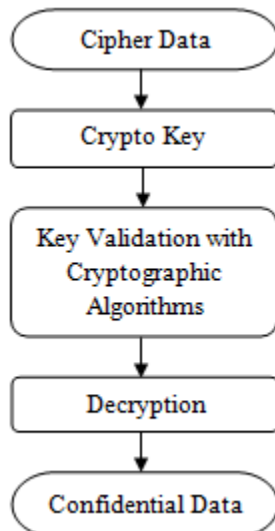 Cipher Data
Crypto Key
Key Validation with
Cryptographic
Algorithms
Decryption
Confidential Data